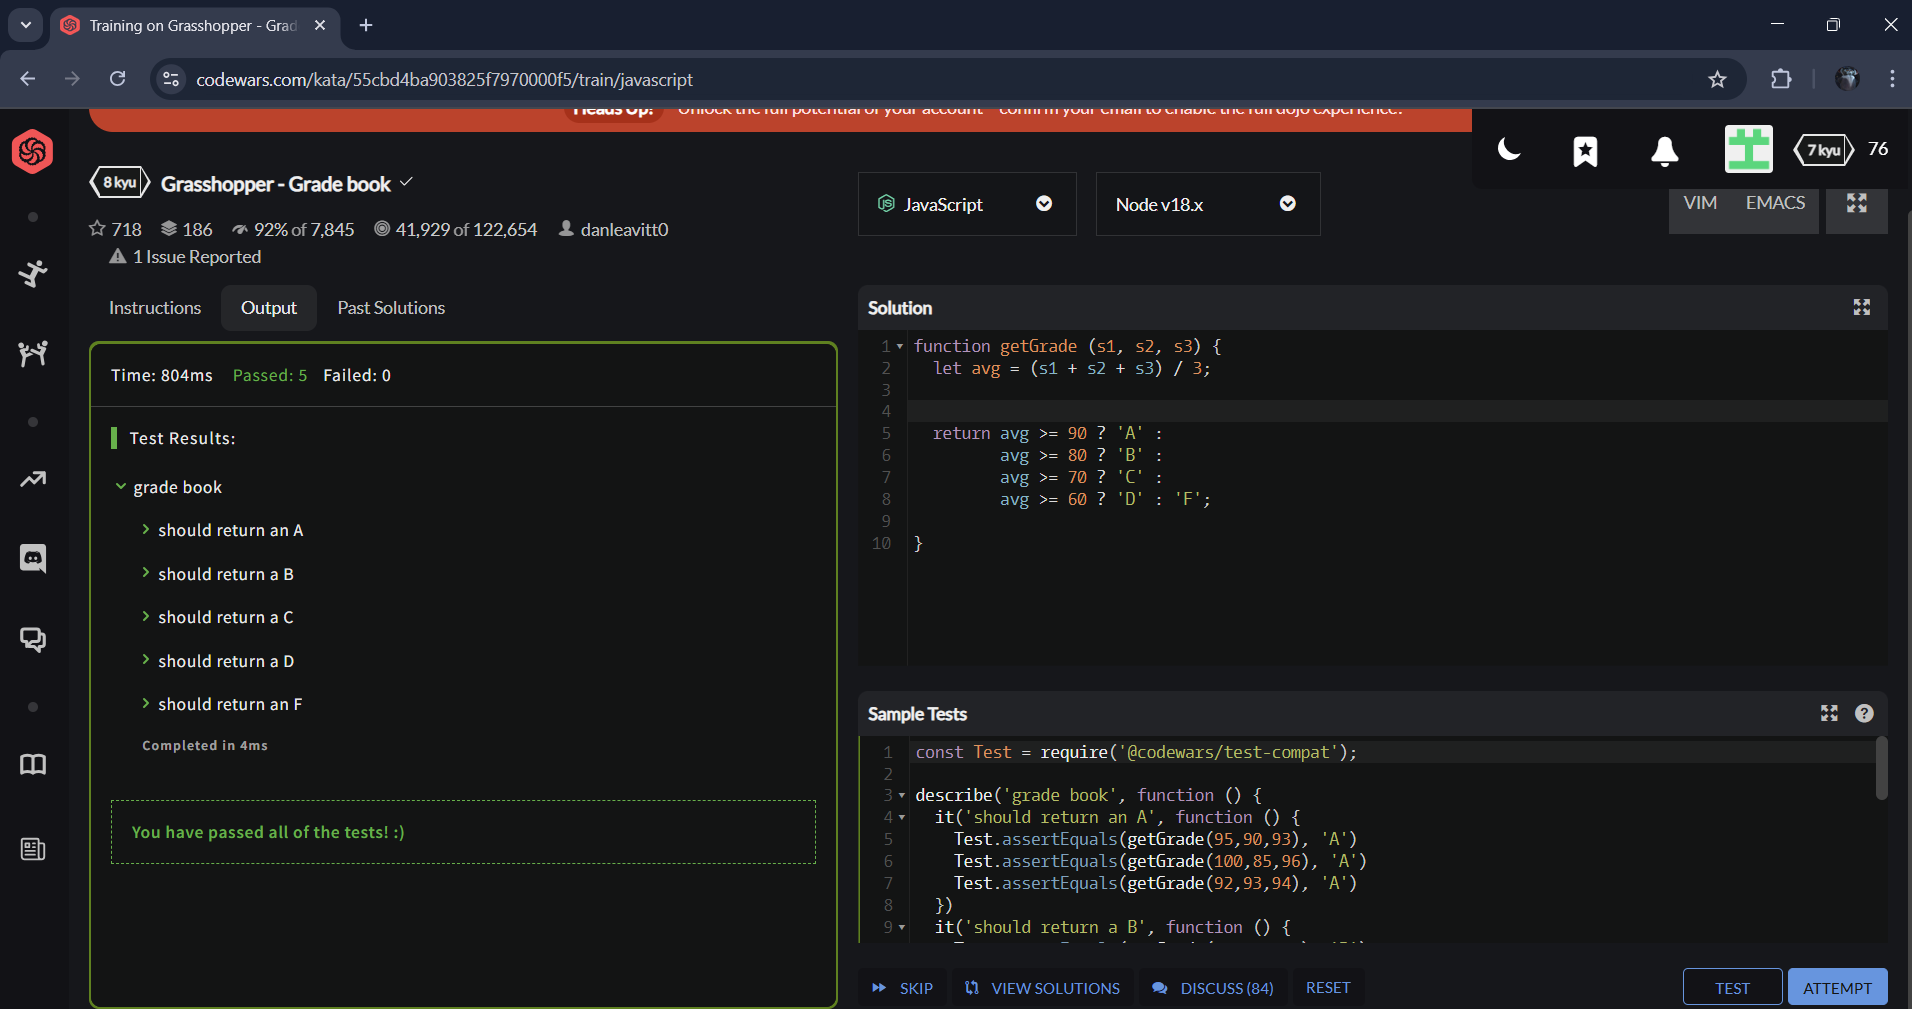 Training on Grasshopper - Grad
codewars.com/kata/55cbd4ba903825f7970000f5/train/javascript
Heads Up! Unlock the full potential of your account - confirm your email to enable the full dojo experience.
7 kyu 76
8 kyu Grasshopper - Grade book
718 186 92% of 7,845 41,929 of 122,654 danleavitt0
1 Issue Reported
JavaScript
Node v18.x
VIM EMACS
Instructions Output Past Solutions
Time: 804ms Passed: 5 Failed: 0
Test Results:
grade book
should return an A
should return a B
should return a C
should return a D
should return an F
Completed in 4ms
You have passed all of the tests! :)
Solution
1 function getGrade (s1, s2, s3) {
2 let avg = (s1 + s2 + s3) / 3;
3
4
5 return avg >= 90 ? 'A' :
6 avg >= 80 ? 'B' :
7 avg >= 70 ? 'C' :
8 avg >= 60 ? 'D' : 'F';
9
10 }
Sample Tests
1 const Test = require('@codewars/test-compat');
2
3 describe('grade book', function () {
4 it('should return an A', function () {
5 Test.assertEquals(getGrade(95,90,93), 'A')
6 Test.assertEquals(getGrade(100,85,96), 'A')
7 Test.assertEquals(getGrade(92,93,94), 'A')
8 })
9 it('should return a B', function () {
SKIP VIEW SOLUTIONS DISCUSS (84) RESET TEST ATTEMPT